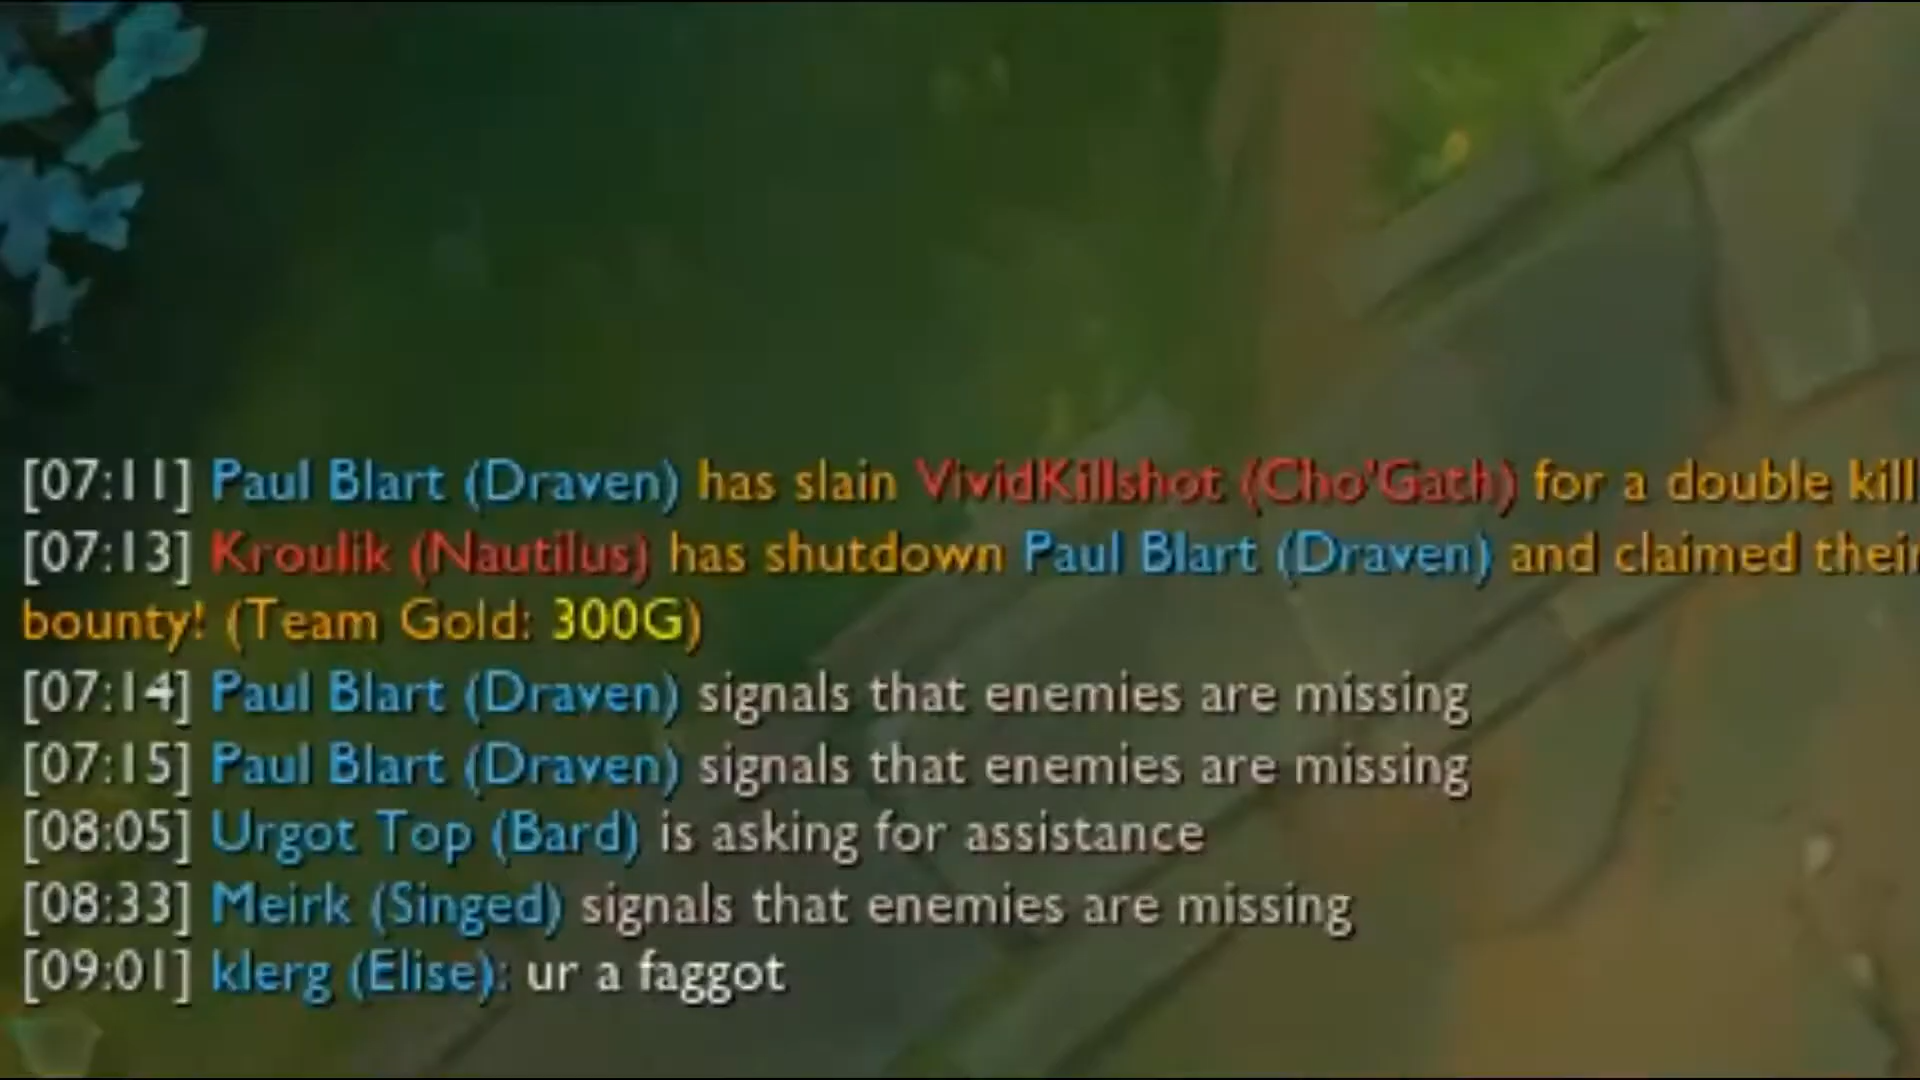 [07:11] Paul Blart (Draven) has slain VividKillshot (Cho'Gath) for a double kill
[07:13] Kroulik (Nautilus) has shutdown Paul Blart (Draven) and claimed their
bounty! (Team Gold: 300G)
[07:14] Paul Blart (Draven) signals that enemies are missing
[07:15] Paul Blart (Draven) signals that enemies are missing
[08:05] Urgot Top (Bard) is asking for assistance
[08:33] Meirk (Singed) signals that enemies are missing
[09:01] klerg (Elise): ur a faggot